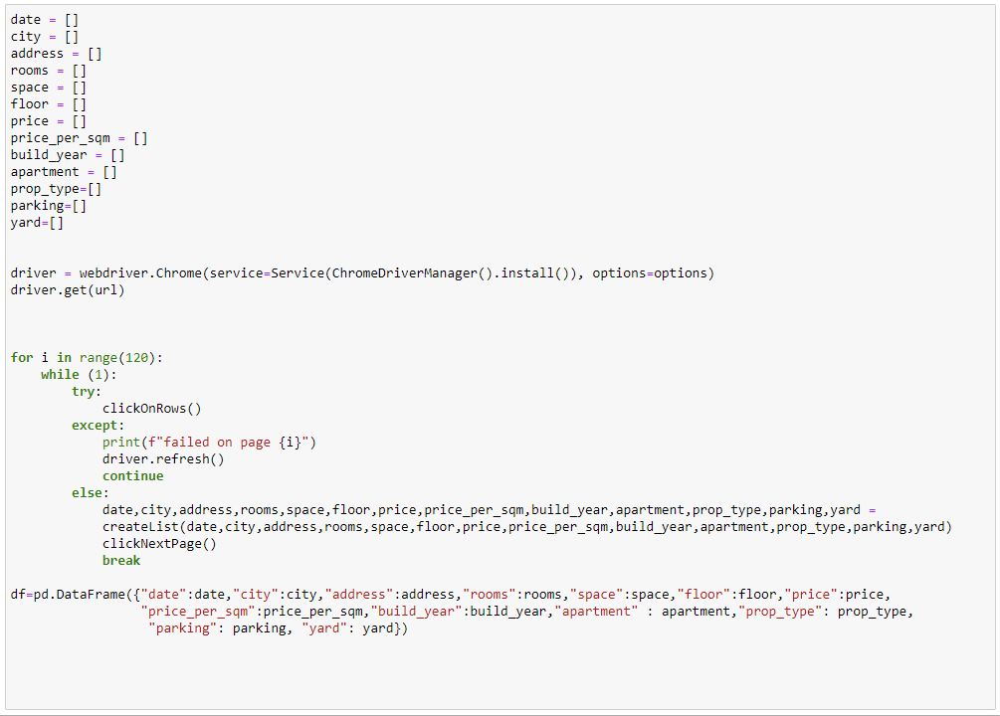 date = []
city = []
address = []
rooms = []
space = []
floor = []
price = []
price_per_sqm = []
build_year = []
apartment = []
prop_type=[]
parking=[]
yard=[]
driver = webdriver.Chrome(service=Service(ChromeDriverManager().install()), options=options)
driver.get(url)
for i in range(120):
    while (1):
        try:
            clickOnRows()
        except:
            print(f"failed on page {i}")
            driver.refresh()
            continue
        else:
            date,city,address,rooms,space,floor,price,price_per_sqm,build_year,apartment,prop_type,parking,yard =
            createList(date,city,address,rooms,space,floor,price,price_per_sqm,build_year,apartment,prop_type,parking,yard)
            clickNextPage()
            break
df=pd.DataFrame({"date":date,"city":city,"address":address,"rooms":rooms,"space":space,"floor":floor,"price":price,
                 "price_per_sqm":price_per_sqm,"build_year":build_year,"apartment" : apartment,"prop_type": prop_type,
                  "parking": parking, "yard": yard})